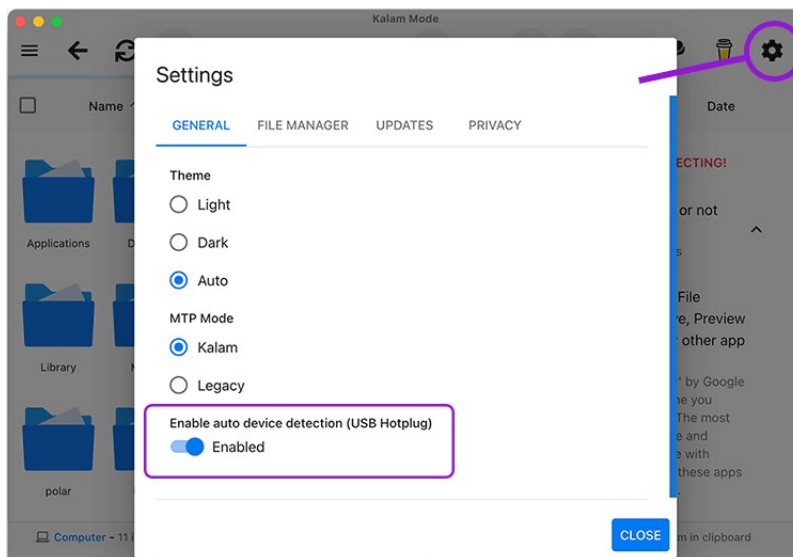 Kalam Mode
Settings
Name
Date
GENERAL FILE MANAGER UPDATES PRIVACY
Theme
ECTING!
Light
or not
Applications
D
Dark
s
Auto
File
MTP Mode
e, Preview
Kalam
other app
Library
Legacy
' by Google
Enable auto device detection (USB Hotplug)
The most
Enabled
e and
e with
these apps
polar
Computer - 11 i
CLOSE
m in clipboard